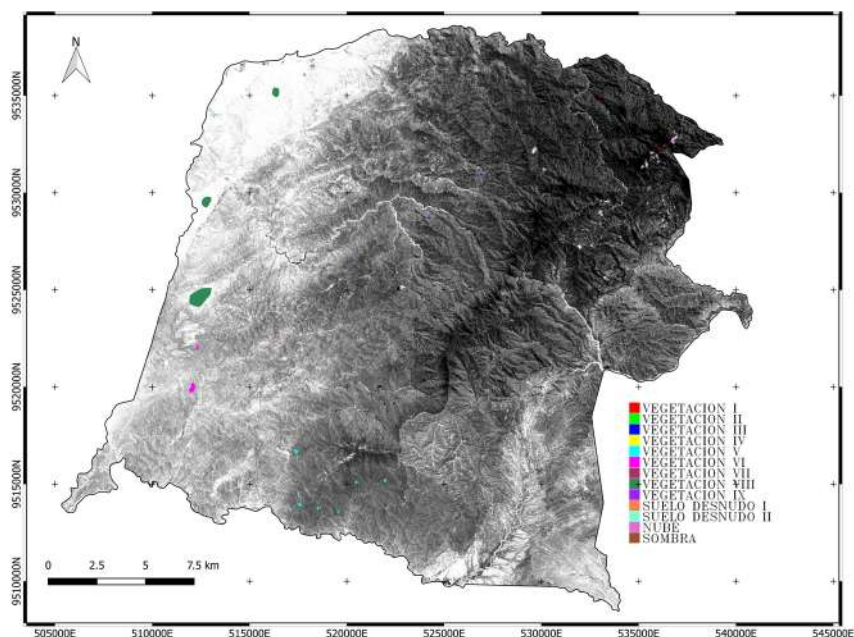 N
9535000N
9530000N
9525000N
9520000N
9515000N
9510000N
VEGETACION I
VEGETACION II
VEGETACION III
VEGETACION IV
VEGETACION V
VEGETACION VI
VEGETACION VII
VEGETACION VIII
VEGETACION IX
SUELO DESNUDO I
SUELO DESNUDO II
NUBE
SOMBRA
0 2.5 5 7.5 km
505000E 510000E 515000E 520000E 525000E 530000E 535000E 540000E 545000E